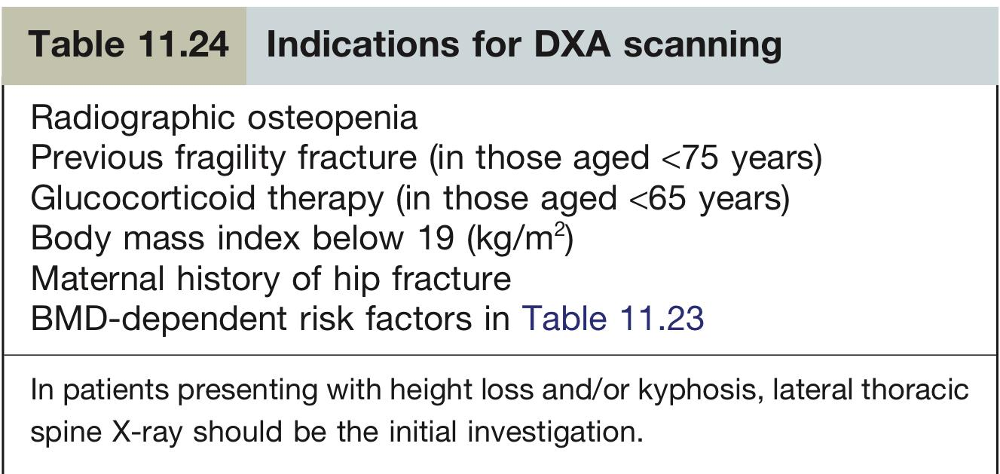 Table 11.24 Indications for DXA scanning
Radiographic osteopenia
Previous fragility fracture (in those aged <75 years)
Glucocorticoid therapy (in those aged <65 years)
Body mass index below 19 (kg/m²)
Maternal history of hip fracture
BMD-dependent risk factors in Table 11.23
In patients presenting with height loss and/or kyphosis, lateral thoracic
spine X-ray should be the initial investigation.